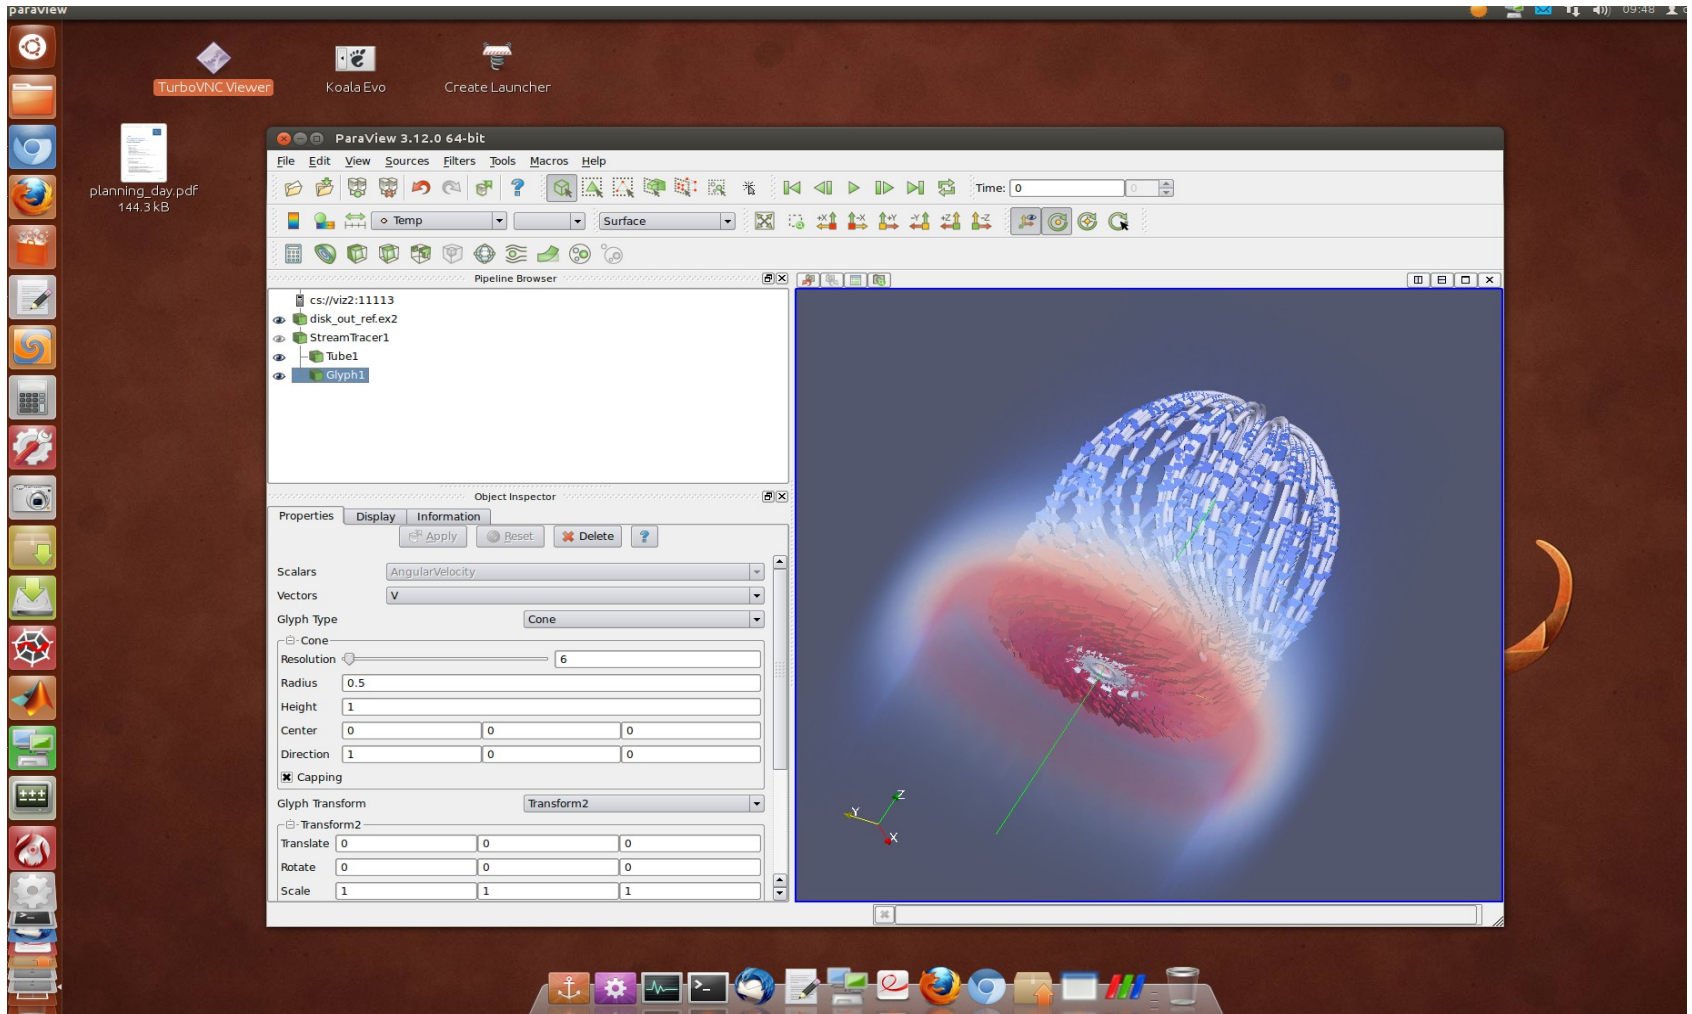 paraview
09:48
TurboVNC Viewer
Koala Evo
Create Launcher
planning_day.pdf
144.3 kB
ParaView 3.12.0 64-bit
File Edit View Sources Filters Tools Macros Help
Time: 0 0
Temp Surface +X -X +Y -Y +Z -Z
Pipeline Browser
cs://viz2:11113
disk_out_ref.ex2
StreamTracer1
Tube1
Glyph1
Object Inspector
Properties Display Information
Apply Reset Delete ?
Scalars AngularVelocity
Vectors V
Glyph Type Cone
Cone
Resolution 6
Radius 0.5
Height 1
Center 0 0 0
Direction 1 0 0
Capping
Glyph Transform Transform2
Transform2
Translate 0 0 0
Rotate 0 0 0
Scale 1 1 1
Z
Y
X